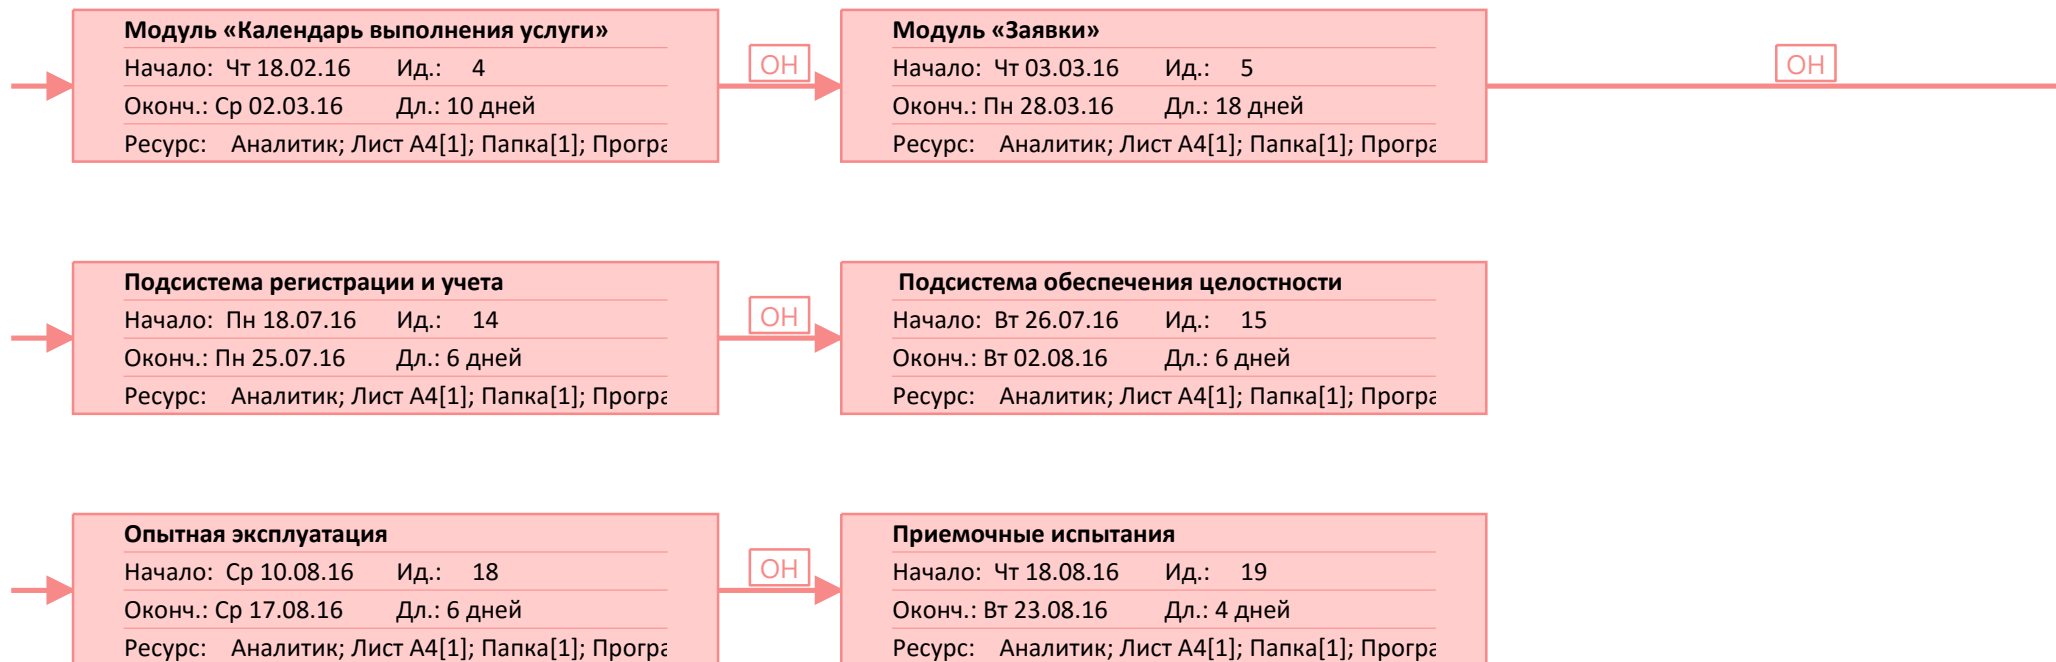 Модуль «Календарь выполнения услуги»
Начало: Чт 18.02.16 Ид.: 4
Оконч.: Ср 02.03.16 Дл.: 10 дней
Ресурс: Аналитик; Лист А4[1]; Папка[1]; Програ
ОН
Модуль «Заявки»
Начало: Чт 03.03.16 Ид.: 5
Оконч.: Пн 28.03.16 Дл.: 18 дней
Ресурс: Аналитик; Лист А4[1]; Папка[1]; Програ
ОН
Подсистема регистрации и учета
Начало: Пн 18.07.16 Ид.: 14
Оконч.: Пн 25.07.16 Дл.: 6 дней
Ресурс: Аналитик; Лист А4[1]; Папка[1]; Програ
ОН
Подсистема обеспечения целостности
Начало: Вт 26.07.16 Ид.: 15
Оконч.: Вт 02.08.16 Дл.: 6 дней
Ресурс: Аналитик; Лист А4[1]; Папка[1]; Програ
Опытная эксплуатация
Начало: Ср 10.08.16 Ид.: 18
Оконч.: Ср 17.08.16 Дл.: 6 дней
Ресурс: Аналитик; Лист А4[1]; Папка[1]; Програ
ОН
Приемочные испытания
Начало: Чт 18.08.16 Ид.: 19
Оконч.: Вт 23.08.16 Дл.: 4 дней
Ресурс: Аналитик; Лист А4[1]; Папка[1]; Програ